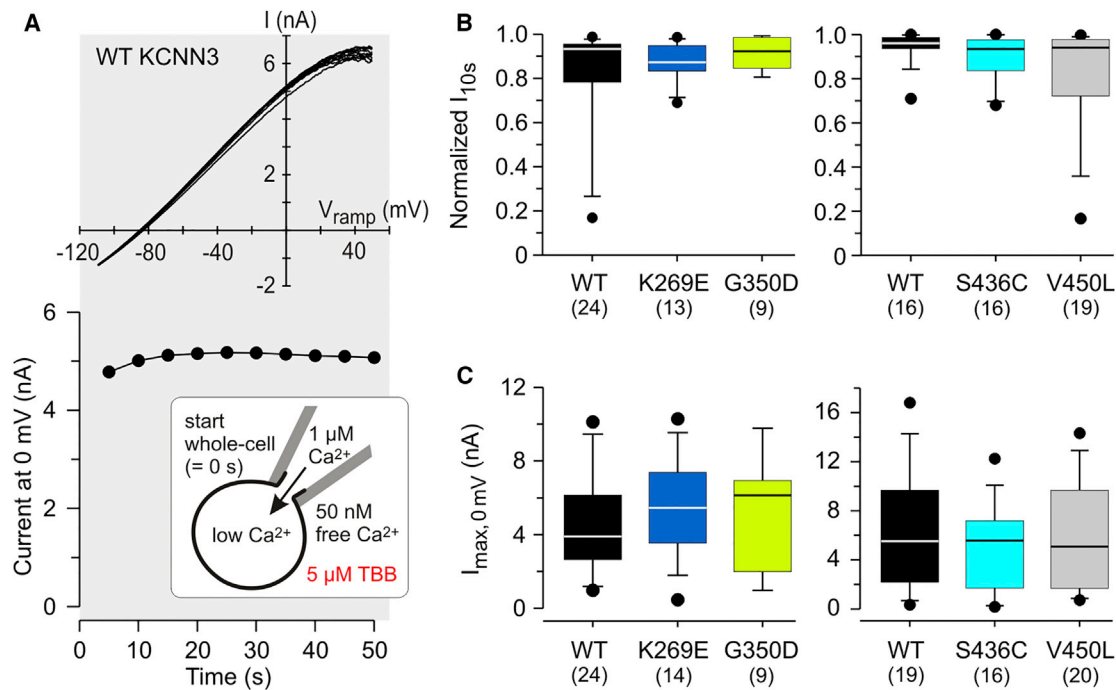 A
I (nA)
WT KCNN3
6
2
V_ramp (mV)
-120 -80 -40 40
-2
Current at 0 mV (nA)
6
4
2
0
0 10 20 30 40 50
Time (s)
start
whole-cell
(= 0 s)
1 µM
Ca²⁺
low Ca²⁺
50 nM
free Ca²⁺
5 µM TBB
B
Normalized I_10s
1.0
0.8
0.6
0.4
0.2
0
WT K269E G350D
(24) (13) (9)
1.0
0.8
0.6
0.4
0.2
0
WT S436C V450L
(16) (16) (19)
C
I_max, 0 mV (nA)
12
8
4
0
WT K269E G350D
(24) (14) (9)
16
12
8
4
0
WT S436C V450L
(19) (16) (20)